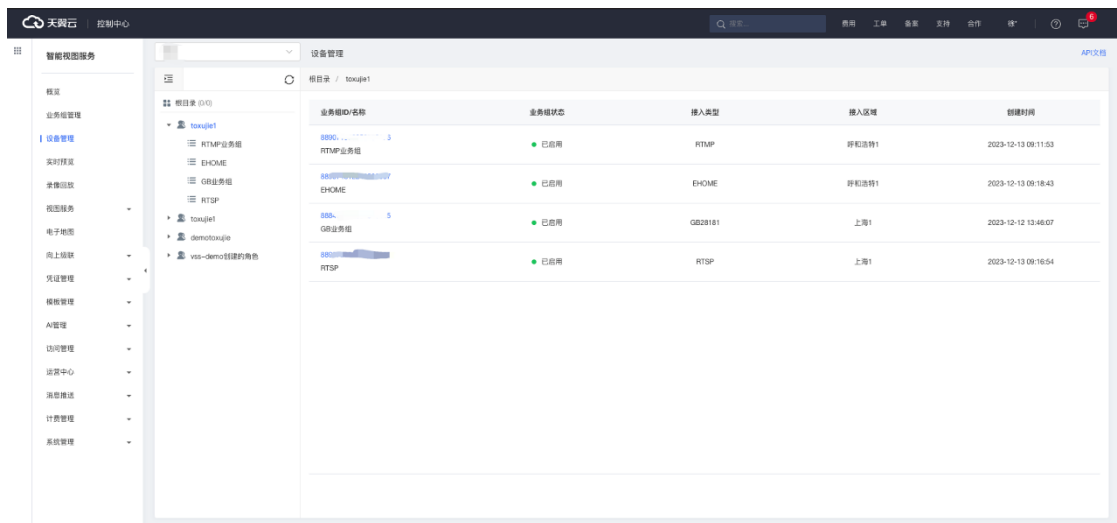 天翼云 控制中心 搜索... 费用 工单 备案 支持 合作 6
智能视图服务
概览
业务组管理
设备管理
实时预览
录像回放
视图服务
电子地图
向上级联
凭证管理
模板管理
AI管理
访问管理
运营中心
消息推送
计费管理
系统管理
根目录 (0/0)
toxujie1
RTMP业务组
EHOME
GB业务组
RTSP
toxujie1
demotoxujie
vss-demo创建的角色
设备管理 API文档
根目录 / toxujie1
业务组ID/名称 业务组状态 接入类型 接入区域 创建时间
RTMP业务组 已启用 RTMP 呼和浩特1 2023-12-13 09:11:53
EHOME 已启用 EHOME 呼和浩特1 2023-12-13 09:18:43
GB业务组 已启用 GB28181 上海1 2023-12-12 13:46:07
RTSP 已启用 RTSP 上海1 2023-12-13 09:16:54